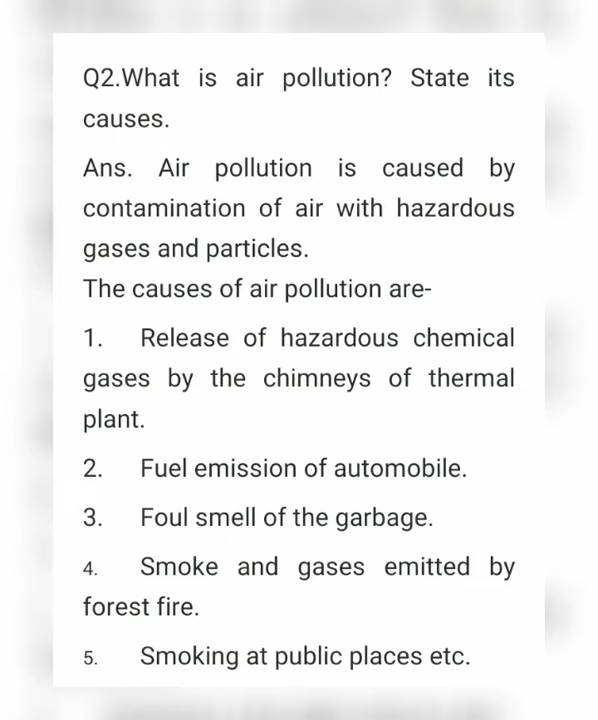 Q2.What is air pollution? State its
causes.
Ans. Air pollution is caused by
contamination of air with hazardous
gases and particles.
The causes of air pollution are-
1. Release of hazardous chemical
gases by the chimneys of thermal
plant.
2. Fuel emission of automobile.
3. Foul smell of the garbage.
4. Smoke and gases emitted by
forest fire.
5. Smoking at public places etc.